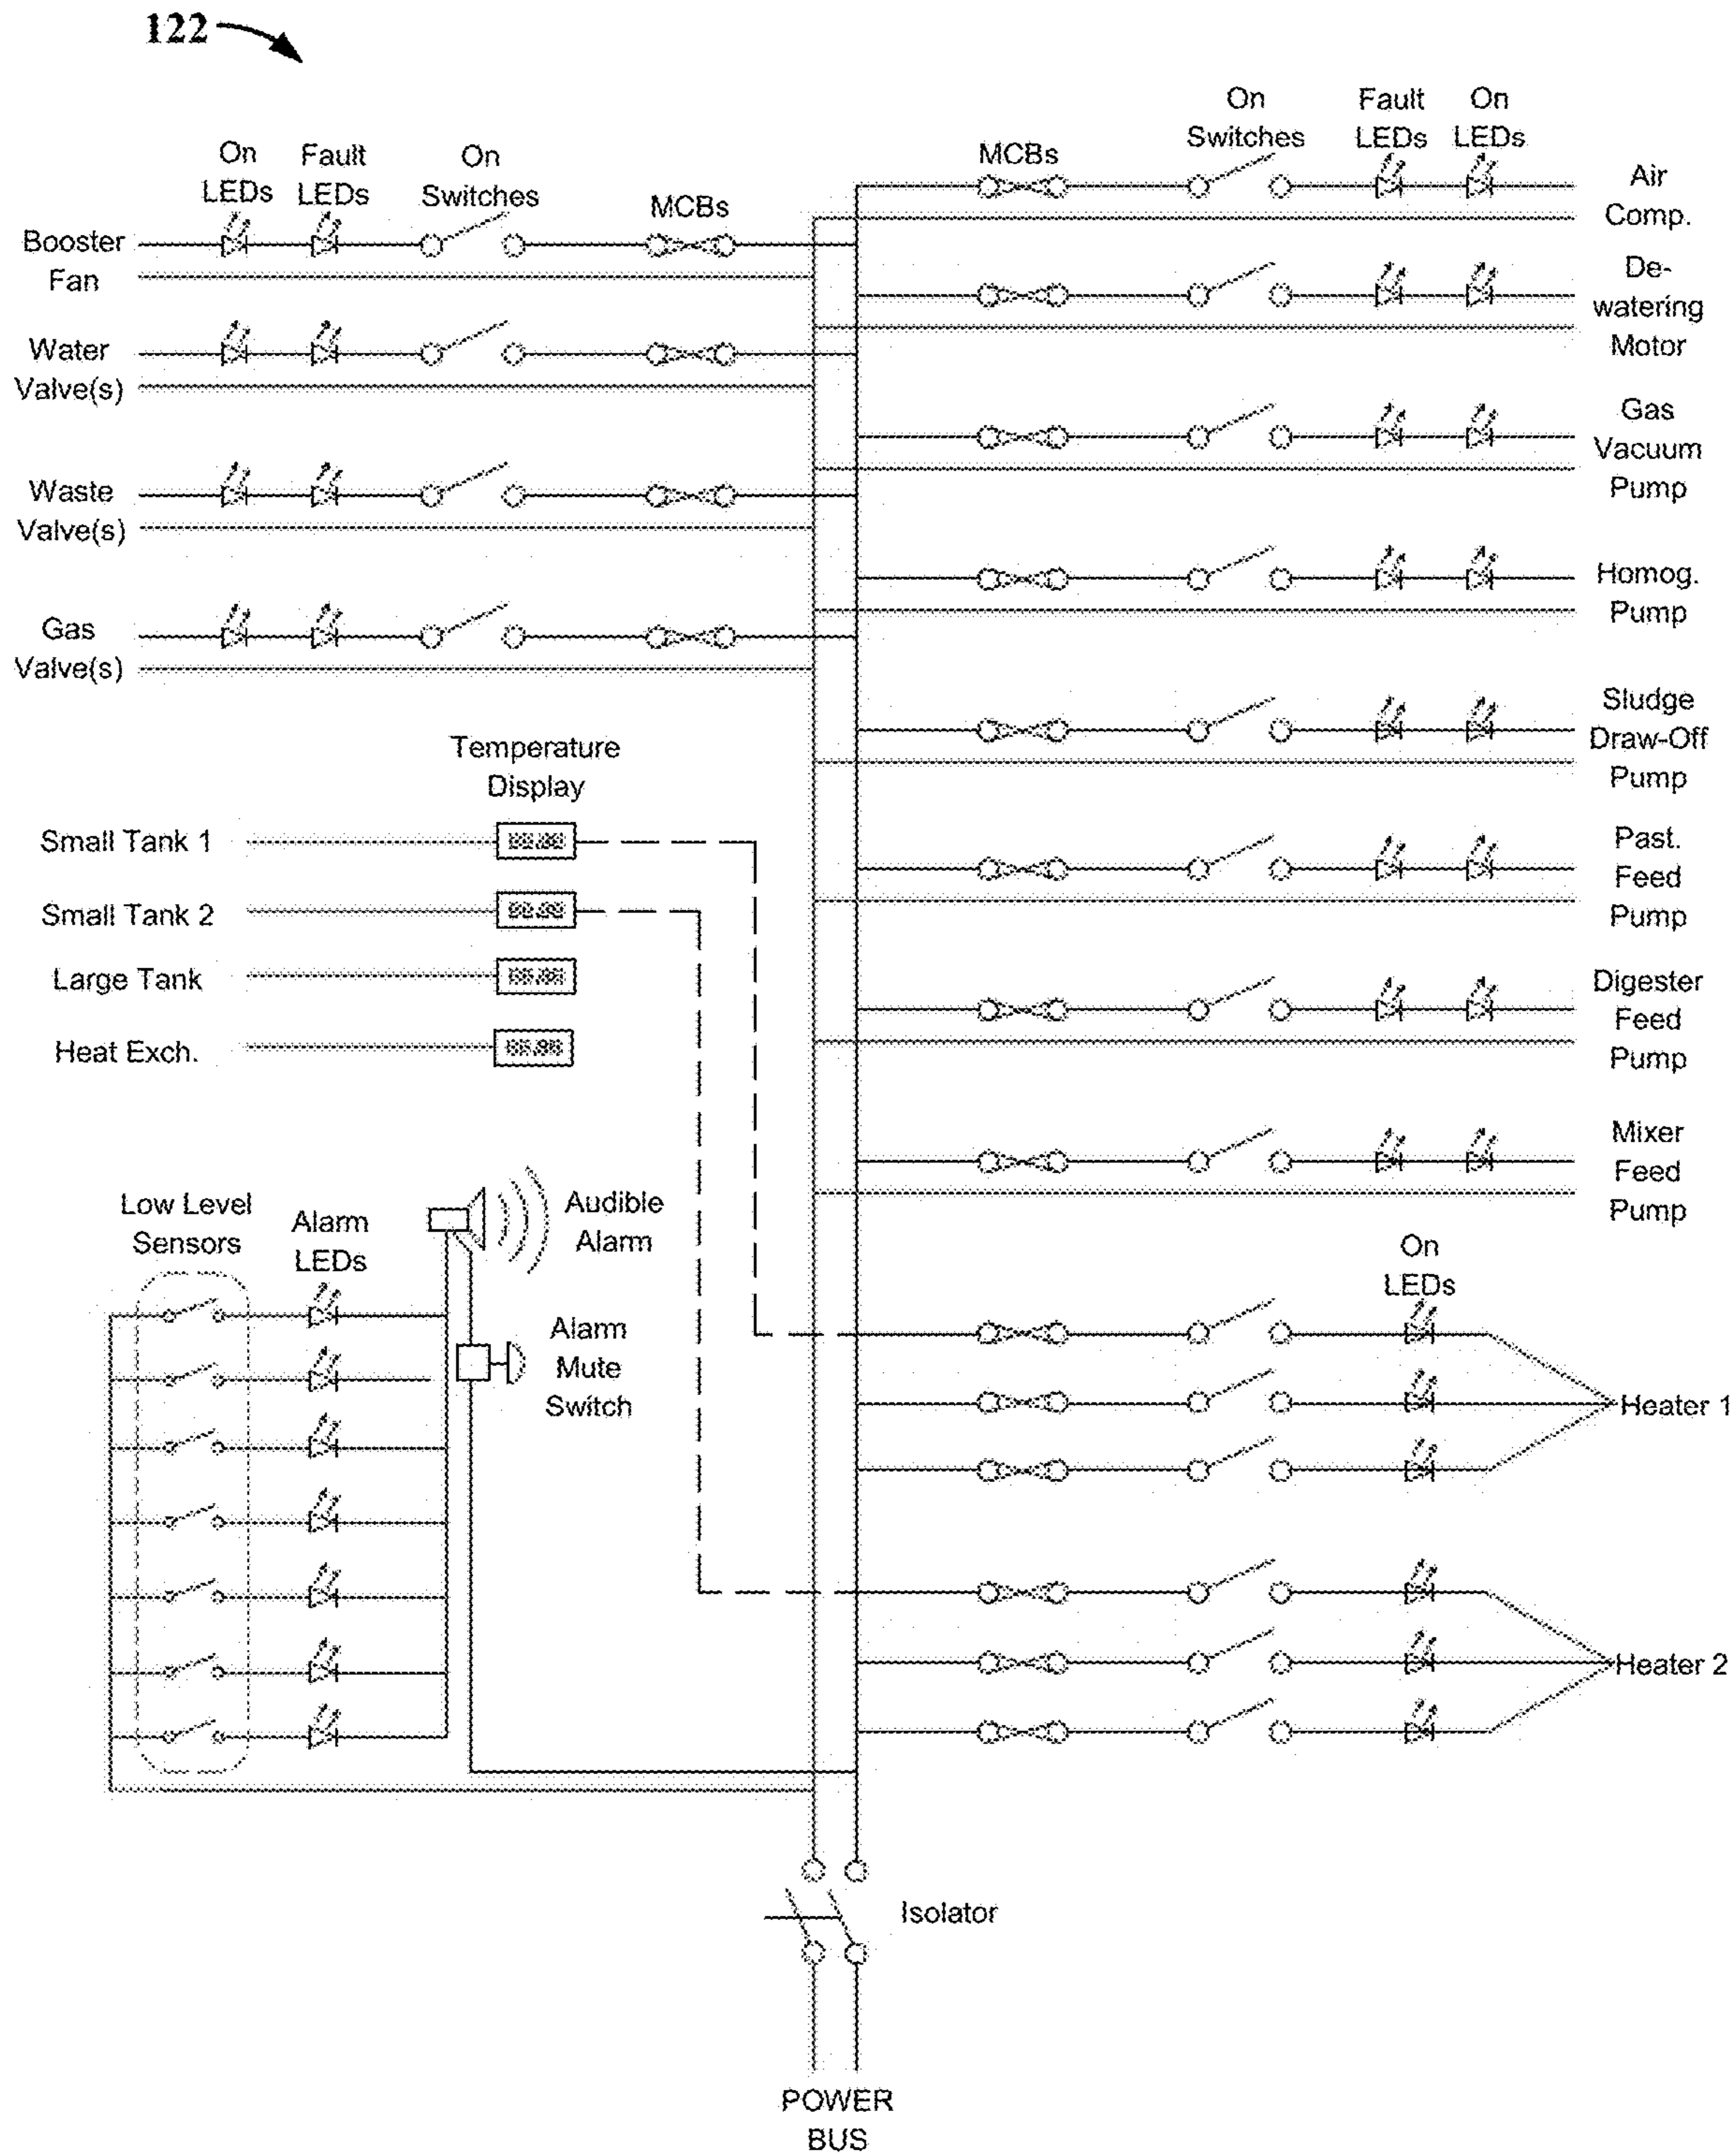 122
On
LEDs
Fault
LEDs
On
Switches
MCBs
Booster
Fan
Water
Valve(s)
Waste
Valve(s)
Gas
Valve(s)
MCBs
On
Switches
Fault
LEDs
On
LEDs
Air
Comp.
De-
watering
Motor
Gas
Vacuum
Pump
Homog.
Pump
Sludge
Draw-Off
Pump
Past.
Feed
Pump
Digester
Feed
Pump
Mixer
Feed
Pump
Temperature
Display
Small Tank 1
Small Tank 2
Large Tank
Heat Exch.
Low Level
Sensors
Alarm
LEDs
Audible
Alarm
Alarm
Mute
Switch
On
LEDs
Heater 1
Heater 2
Isolator
POWER
BUS